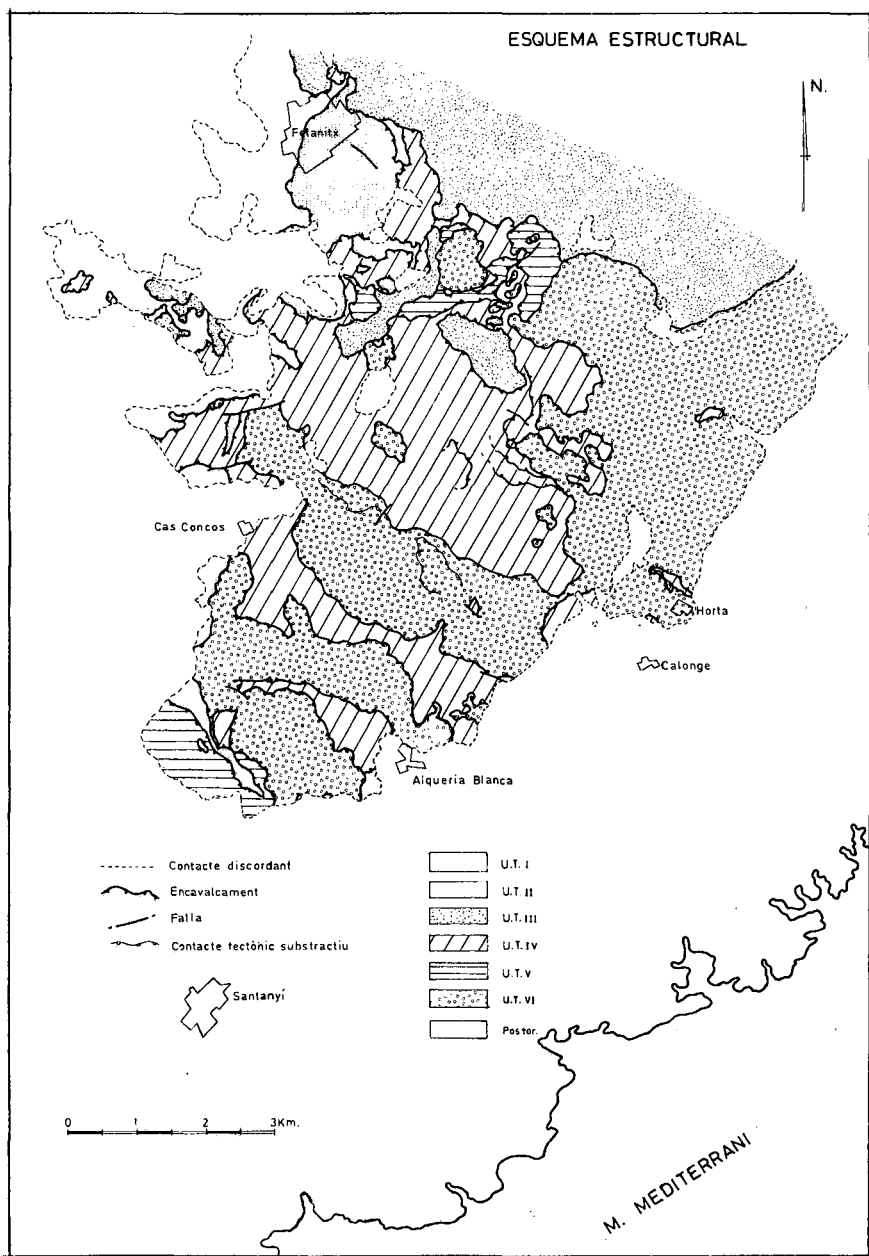 ESQUEMA ESTRUCTURAL
N.
Felanitx
Cas Concos
Horta
Calonge
Alqueria Blanca
Contacte discordant
Encavalcament
Falla
Contacte tectònic substractiu
Santanyí
U.T. I
U.T. II
U.T. III
U.T. IV
U.T. V
U.T. VI
Postor.
0 1 2 3Km.
M. MEDITERRANI